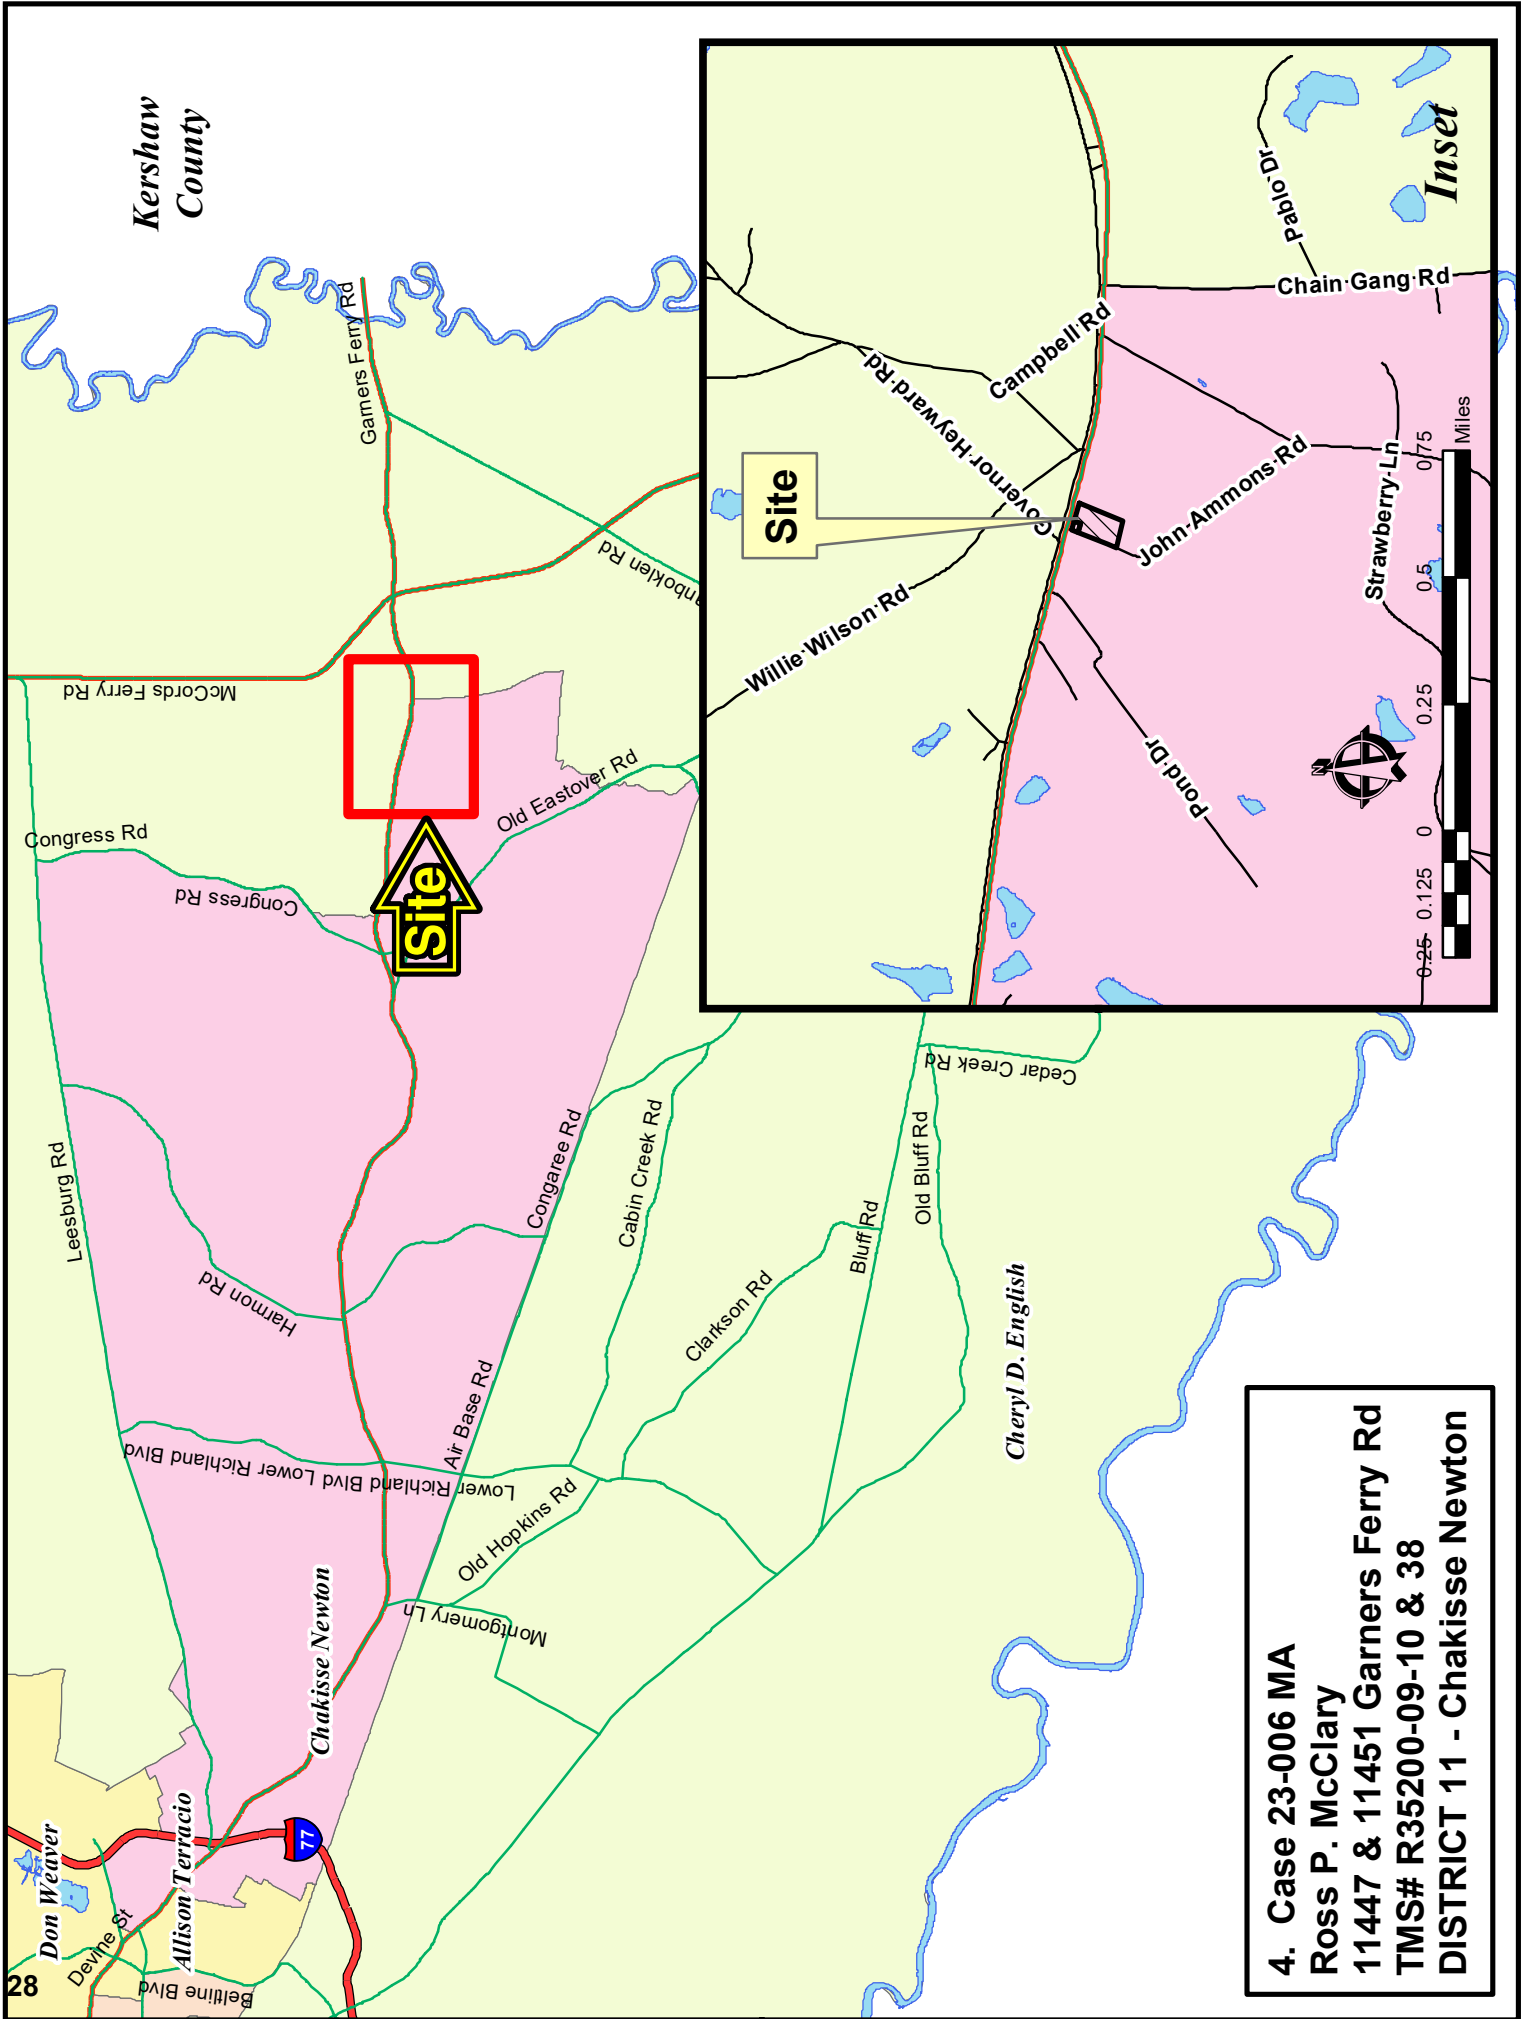 28
Don Weaver
Devine St
Allison Terracio
Beltline Blvd
77
Chakisse Newton
Leesburg Rd
Congress Rd
Congress Rd
McCords Ferry Rd
Garners Ferry Rd
Kershaw
County
Harmon Rd
Lower Richland Blvd
Lower Richland Blvd
Montgomery Ln
Old Hopkins Rd
Air Base Rd
Congaree Rd
Cabin Creek Rd
Clarkson Rd
Bluff Rd
Old Bluff Rd
Cedar Creek Rd
Old Eastover Rd
Site
Cheryl D. English
4. Case 23-006 MA
Ross P. McClary
11447 & 11451 Garners Ferry Rd
TMS# R35200-09-10 & 38
DISTRICT 11 - Chakisse Newton
Site
Willie Wilson Rd
Governor Heyward Rd
Campbell Rd
Pablo Dr
Chain Gang Rd
John Ammons Rd
Strawberry Ln
Pond Dr
Inset
N
0.25 0.125 0 0.25 0.5 0.75
Miles